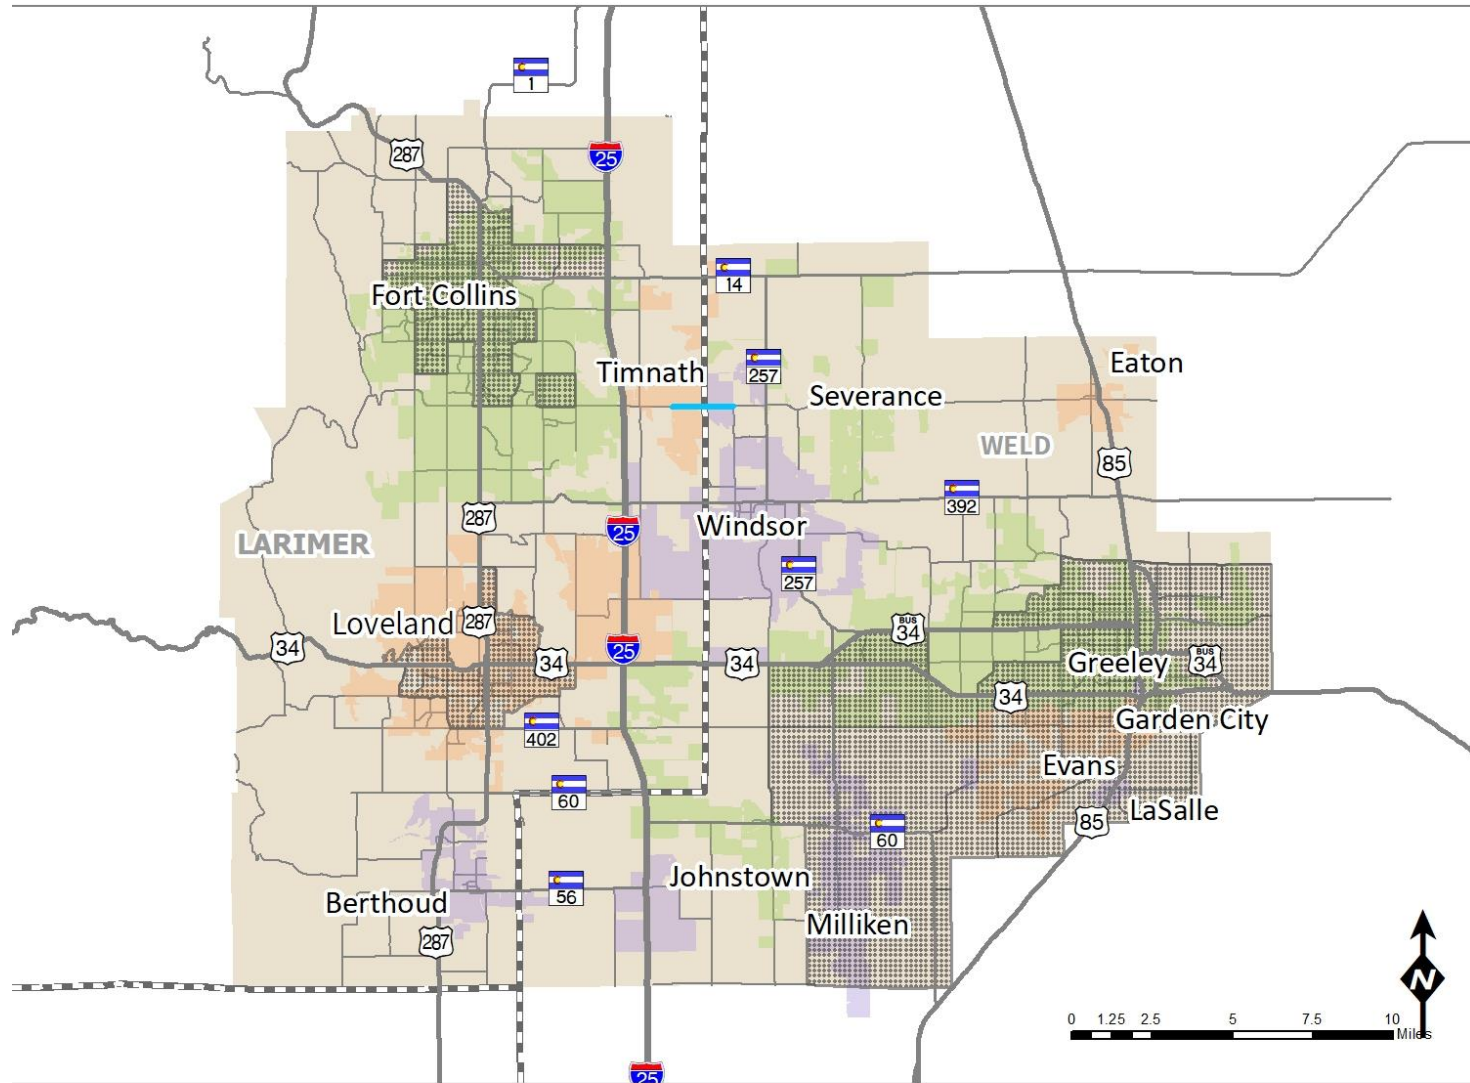 1
287
25
14
Fort Collins
Timnath
257
Eaton
Severance
WELD
85
392
287
25
Windsor
LARIMER
257
Loveland
287
BUS
34
34
25
34
34
Greeley
BUS
34
34
Garden City
402
Evans
60
LaSalle
85
60
Johnstown
56
Berthoud
Milliken
287
N
0 1.25 2.5 5 7.5 10
Miles
25